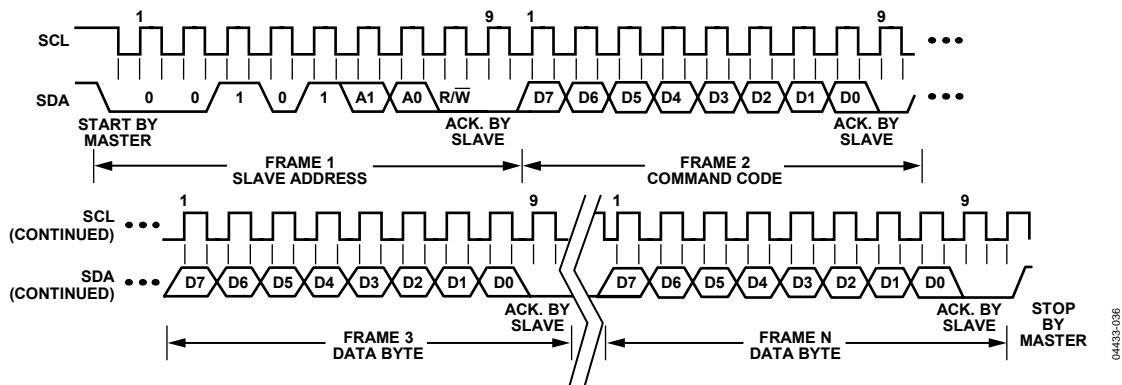 1 9 1 9
SCL
SDA 0 0 1 0 1 A1 A0 R/W̅ D7 D6 D5 D4 D3 D2 D1 D0
START BY MASTER
ACK. BY SLAVE
ACK. BY SLAVE
FRAME 1
SLAVE ADDRESS
FRAME 2
COMMAND CODE
1 9 1 9
SCL
(CONTINUED)
SDA
(CONTINUED)
D7 D6 D5 D4 D3 D2 D1 D0 D7 D6 D5 D4 D3 D2 D1 D0
ACK. BY
SLAVE
ACK. BY
SLAVE
STOP
BY
MASTER
FRAME 3
DATA BYTE
FRAME N
DATA BYTE
04433-036